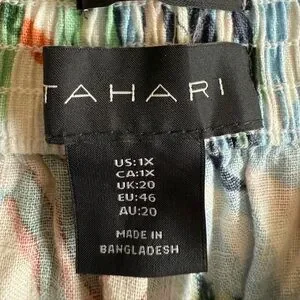 TAHARI
US:1X
CA:1X
UK:20
EU:46
AU:20
MADE IN
BANGLADESH